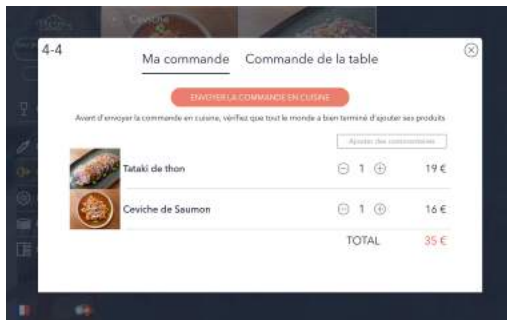 Ceviche
4-4
Ma commande Commande de la table
ENVOYER LA COMMANDE EN CUISINE
Avant d'envoyer la commande en cuisine, vérifiez que tout le monde a bien terminé d'ajouter ses produits
Ajouter des commentaires
Tataki de thon 1 19 €
Ceviche de Saumon 1 16 €
TOTAL 35 €